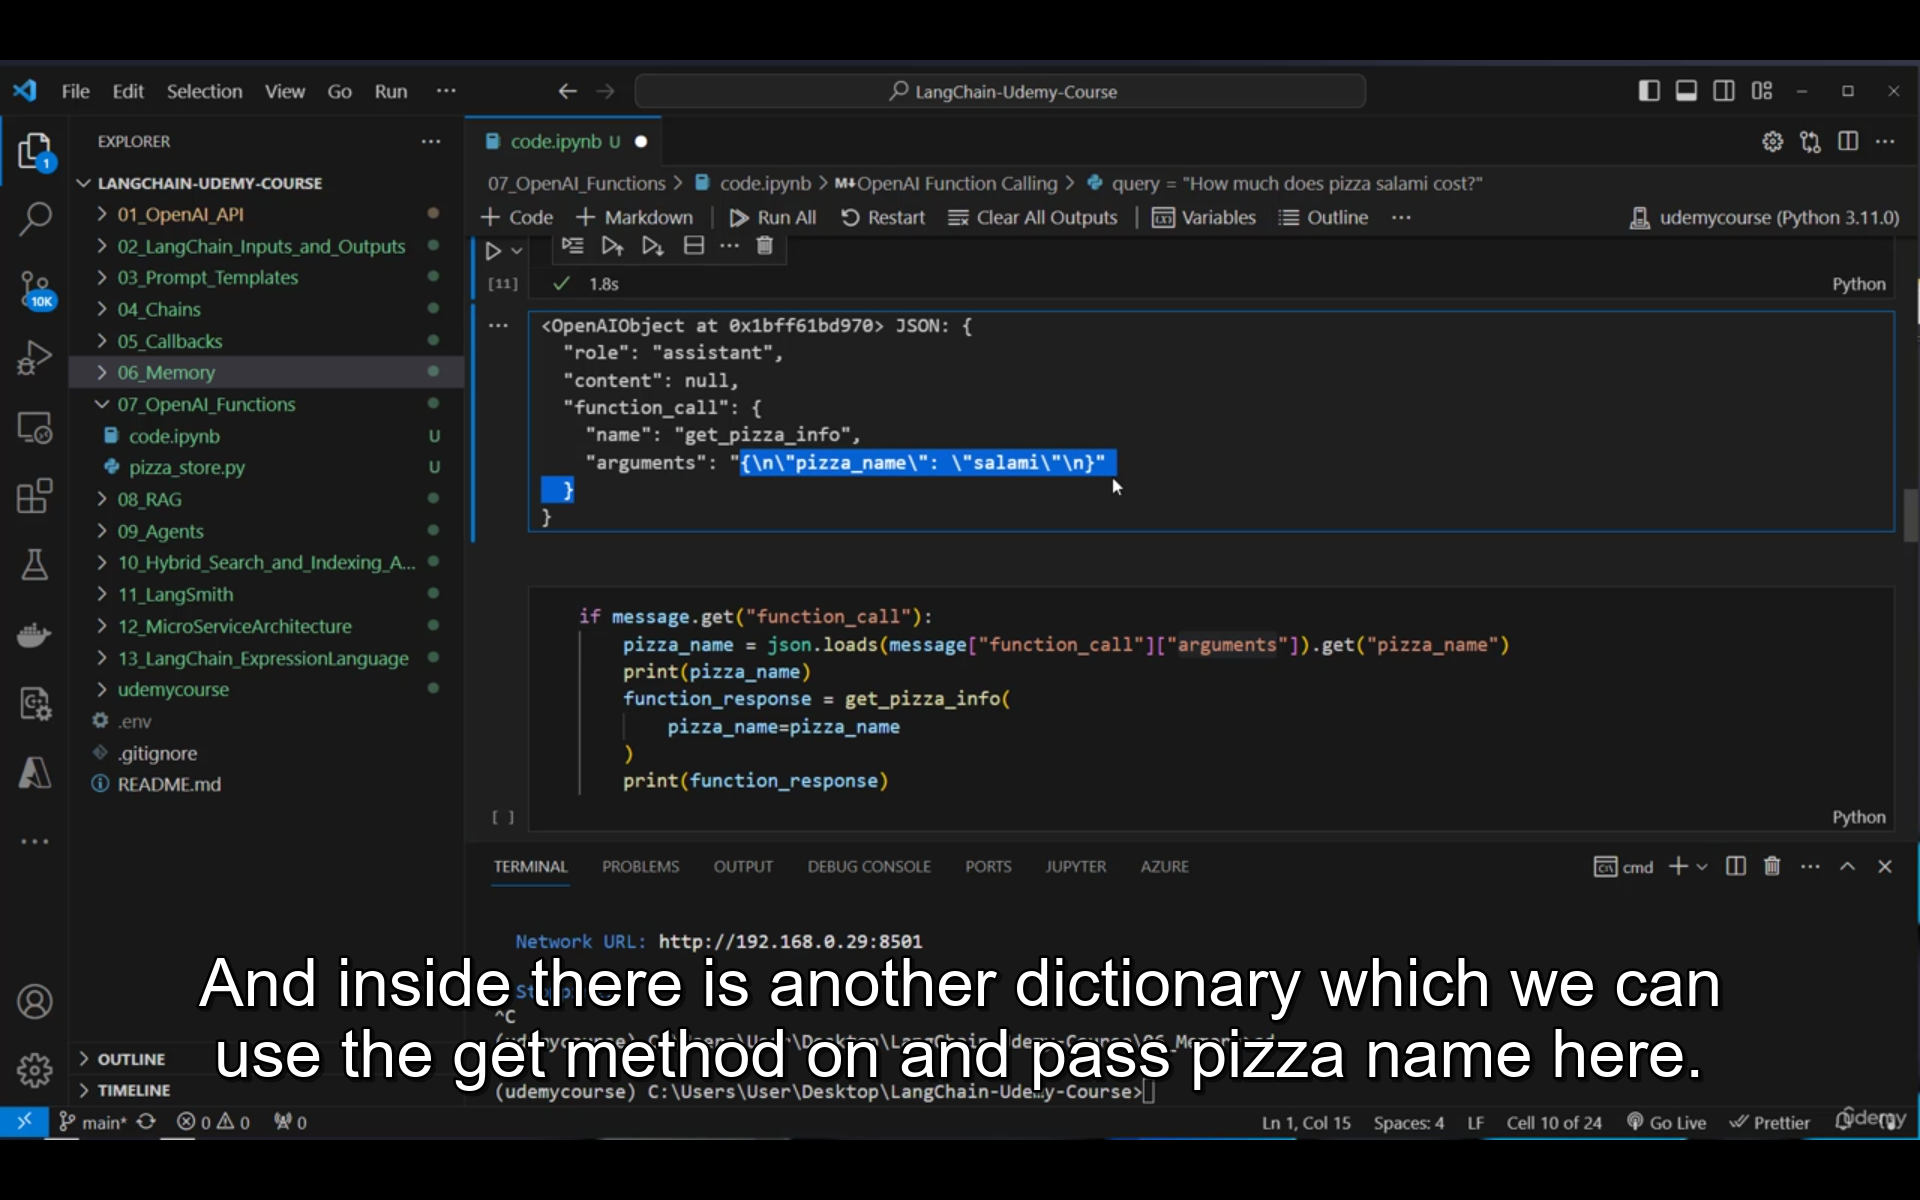 File Edit Selection View Go Run ···
LangChain-Udemy-Course
EXPLORER
1
10K
LANGCHAIN-UDEMY-COURSE
01_OpenAI_API
02_LangChain_Inputs_and_Outputs
03_Prompt_Templates
04_Chains
05_Callbacks
06_Memory
07_OpenAI_Functions
code.ipynb U
pizza_store.py U
08_RAG
09_Agents
10_Hybrid_Search_and_Indexing_A...
11_LangSmith
12_MicroServiceArchitecture
13_LangChain_ExpressionLanguage
udemycourse
.env
.gitignore
README.md
OUTLINE
TIMELINE
code.ipynb U
07_OpenAI_Functions > code.ipynb > M↓OpenAI Function Calling > query = "How much does pizza salami cost?"
+ Code + Markdown Run All Restart Clear All Outputs Variables Outline ··· udemycourse (Python 3.11.0)
[11] ✓ 1.8s Python
<OpenAIObject at 0x1bff61bd970> JSON: {
"role": "assistant",
"content": null,
"function_call": {
"name": "get_pizza_info",
"arguments": "{\n\"pizza_name\": \"salami\"\n}"
}
}
if message.get("function_call"):
pizza_name = json.loads(message["function_call"]["arguments"]).get("pizza_name")
print(pizza_name)
function_response = get_pizza_info(
pizza_name=pizza_name
)
print(function_response)
[ ] Python
TERMINAL PROBLEMS OUTPUT DEBUG CONSOLE PORTS JUPYTER AZURE cmd
Network URL: http://192.168.0.29:8501
^C
And inside there is another dictionary which we can
use the get method on and pass pizza name here.
(udemycourse) C:\Users\User\Desktop\LangChain-Udemy-Course>
main* 0 0 0 Ln 1, Col 15 Spaces: 4 LF Cell 10 of 24 Go Live Prettier
udemy